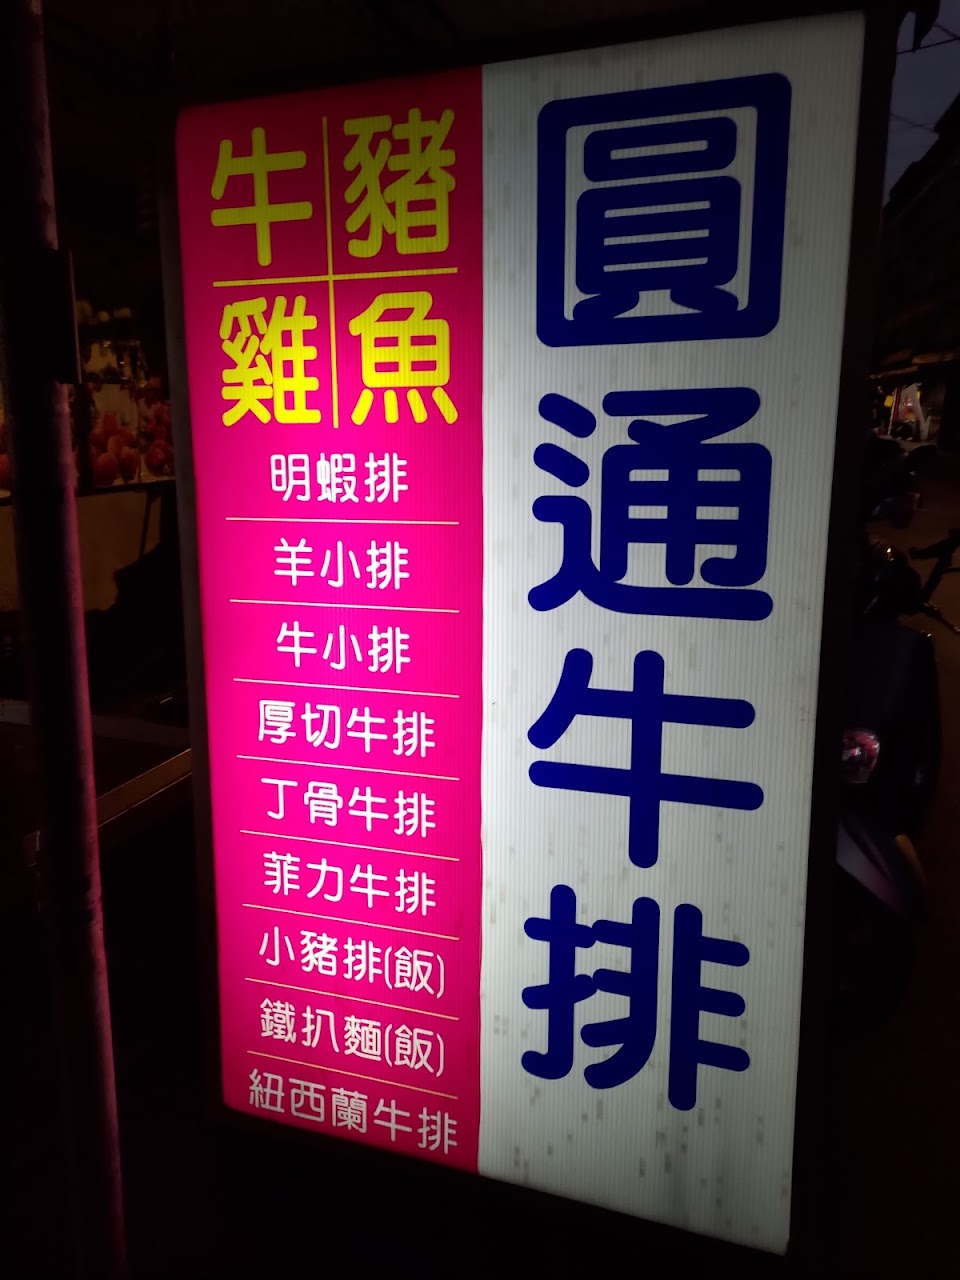 圓通牛排
牛豬
雞魚
明蝦排
羊小排
牛小排
厚切牛排
丁骨牛排
菲力牛排
小豬排(飯)
鐵扒麵(飯)
紐西蘭牛排